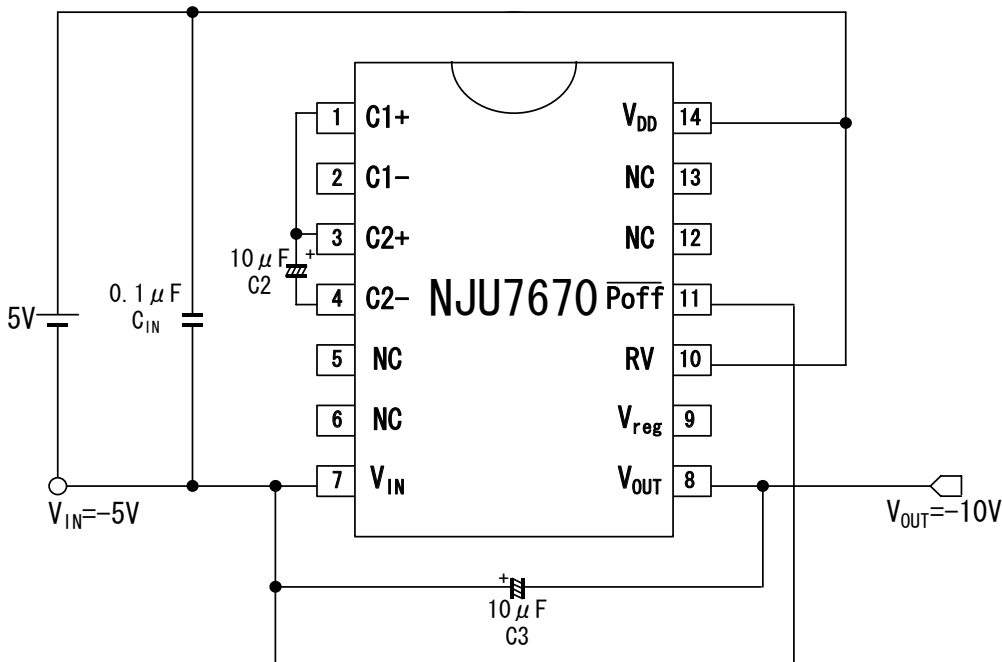 1 C1+ V_DD 14
2 C1- NC 13
3 C2+ NC 12
10μF +
C2
4 C2- NJU7670 P̅o̅f̅f̅ 11
0.1μF
C_IN
5V
5 NC RV 10
6 NC V_reg 9
7 V_IN V_OUT 8
V_IN=-5V
V_OUT=-10V
+
10μF
C3